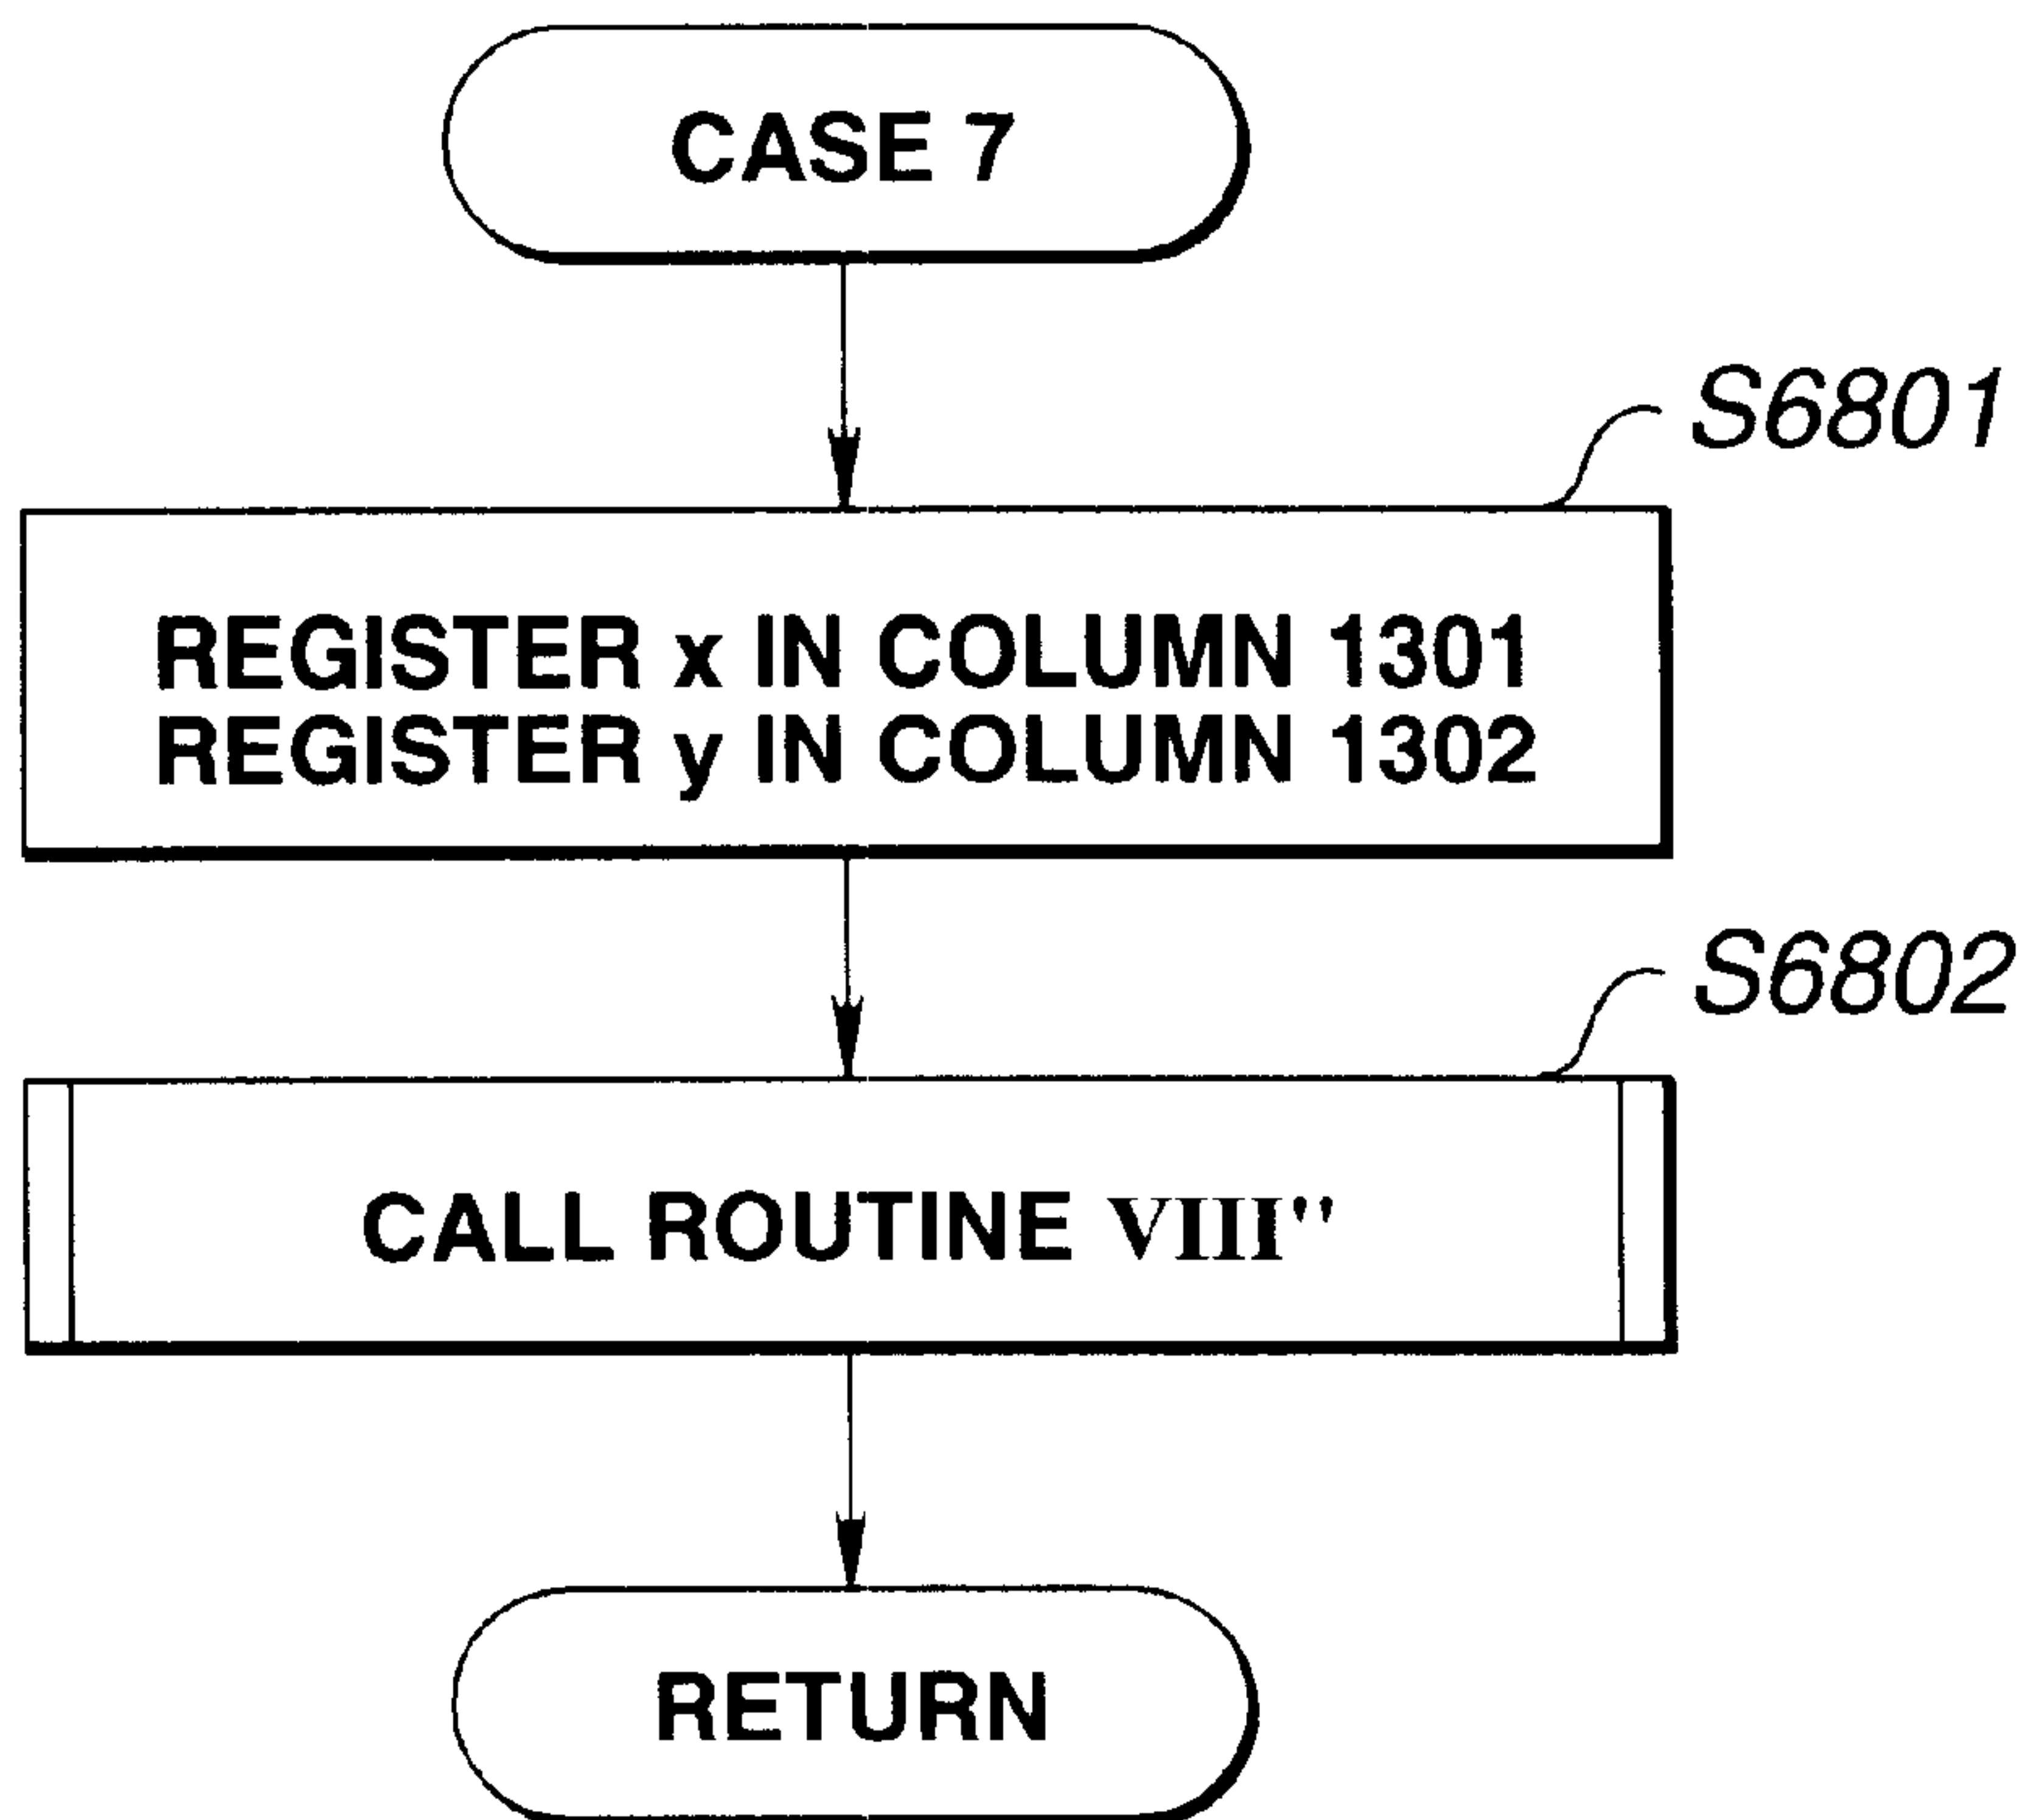 CASE 7
S6801
REGISTER x IN COLUMN 1301
REGISTER y IN COLUMN 1302
S6802
CALL ROUTINE VIII"
RETURN